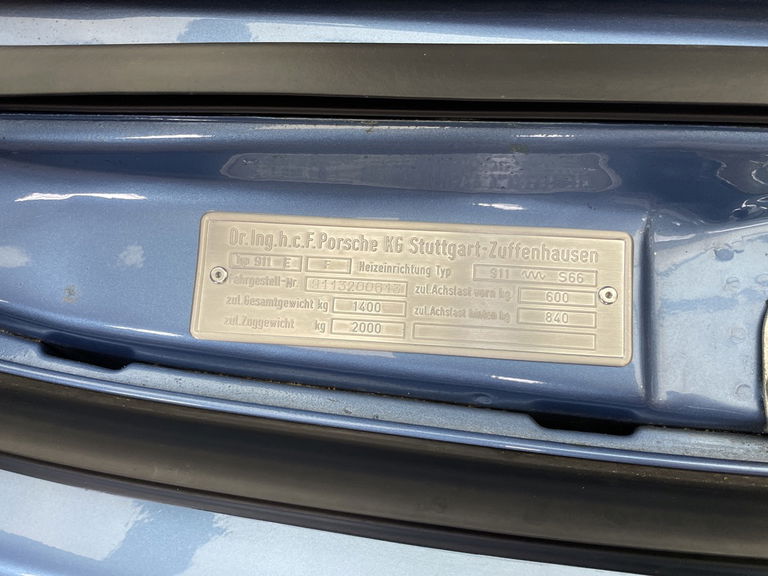 Dr.Ing.h.c.F.Porsche KG Stuttgart-Zuffenhausen
Typ 911 E F Heizeinrichtung Typ 911 S66
Fahrgestell-Nr. 9113200613 zul.Achslast vorn kg 600
zul.Gesamtgewicht kg 1400 zul.Achslast hinten kg 840
zul.Zuggewicht kg 2000